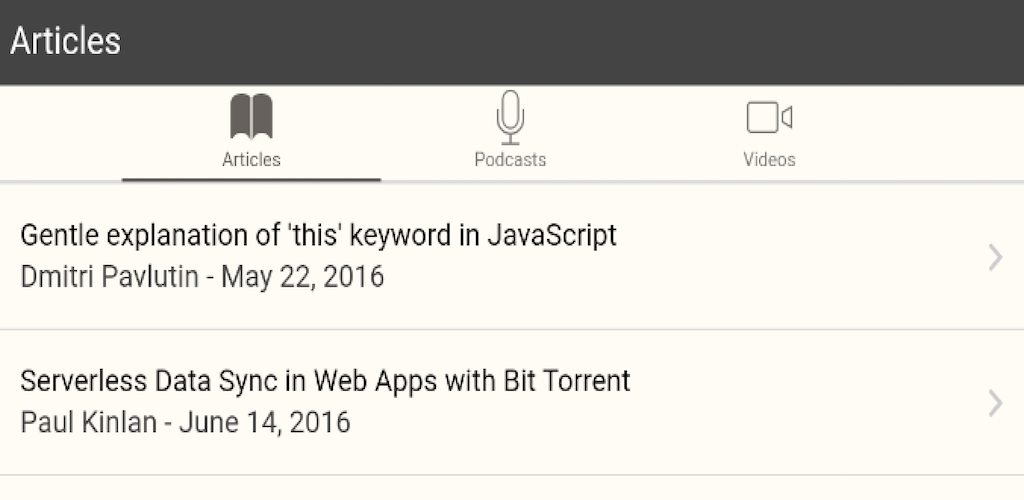 Articles
Articles
Podcasts
Videos
Gentle explanation of 'this' keyword in JavaScript
Dmitri Pavlutin - May 22, 2016
Serverless Data Sync in Web Apps with Bit Torrent
Paul Kinlan - June 14, 2016